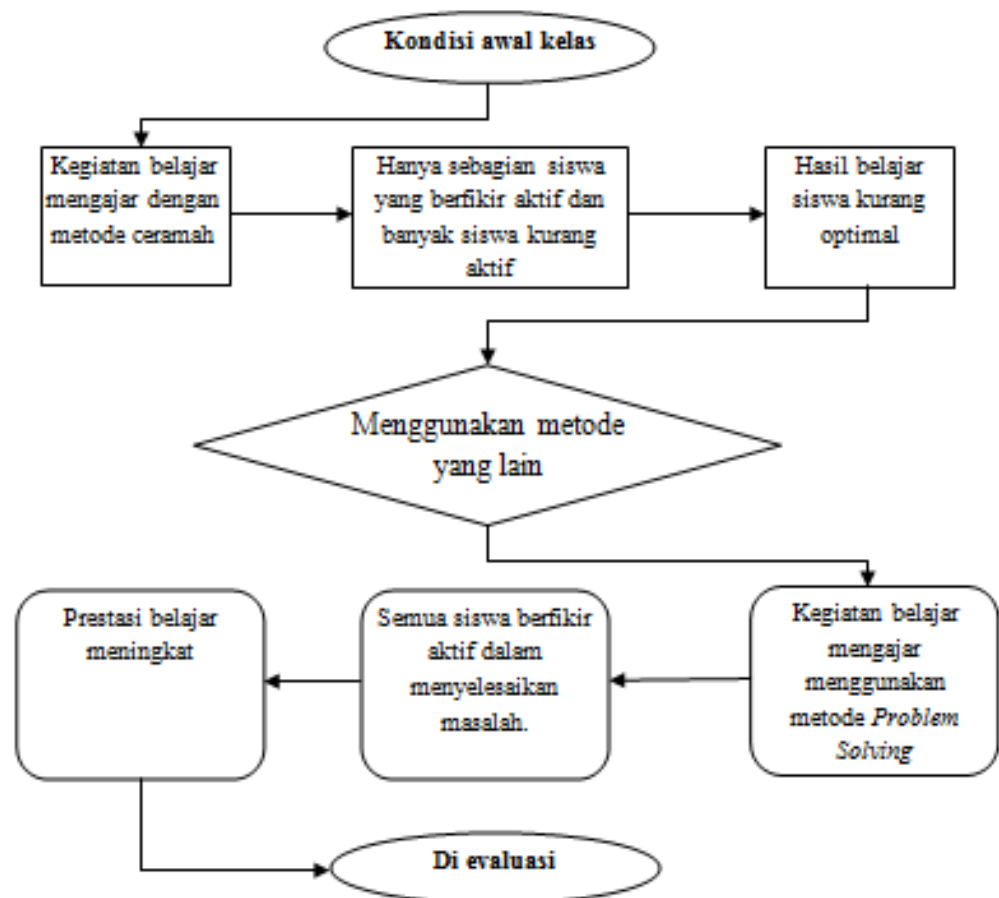 Kondisi awal kelas
Kegiatan belajar
mengajar dengan
metode ceramah
Hanya sebagian siswa
yang berfikir aktif dan
banyak siswa kurang
aktif
Hasil belajar
siswa kurang
optimal
Menggunakan metode
yang lain
Kegiatan belajar
mengajar
menggunakan
metode Problem
Solving
Semua siswa berfikir
aktif dalam
menyelesaikan
masalah.
Prestasi belajar
meningkat
Di evaluasi